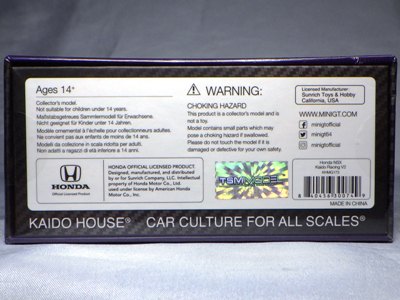 Ages 14+
Collector's model.
Not suitable for children under 14 years.
Maßstabsgetreues Sammlermodell für Erwachsene.
Nicht geeignet für Kinder unter 14 Jahren.
Modèle ornemental à l'échelle pour collectionneurs adultes.
Ne convient pas aux enfants de moins de 14 ans.
Modelli da collezione in scala ridotta per adulti.
Non adatti a ragazzi di età inferiore a 14 anni.
WARNING:
CHOKING HAZARD
This product is a collector's model and is
not a toy.
Model contains small parts which may
pose a choking hazard if swallowed.
Please do not touch the model if it is
damaged or defective for your own safety.
Licensed Manufacturer
Sunrich Toys & Hobby
California, USA
WWW.MINIGT.COM
minigtofficial
minigt64
minigtofficial
HONDA
Official Licensed Product
HONDA OFFICIAL LICENSED PRODUCT.
Designed, manufactured, and distributed
by or for Sunrich Company, LLC. Intellectual
property of Honda Motor Co., Ltd.
used under license by American Honda
Motor Co., Inc.
TSM
Honda NSX
Kaido Racing V2
KHMG173
MADE IN CHINA
KAIDO HOUSE® CAR CULTURE FOR ALL SCALES®